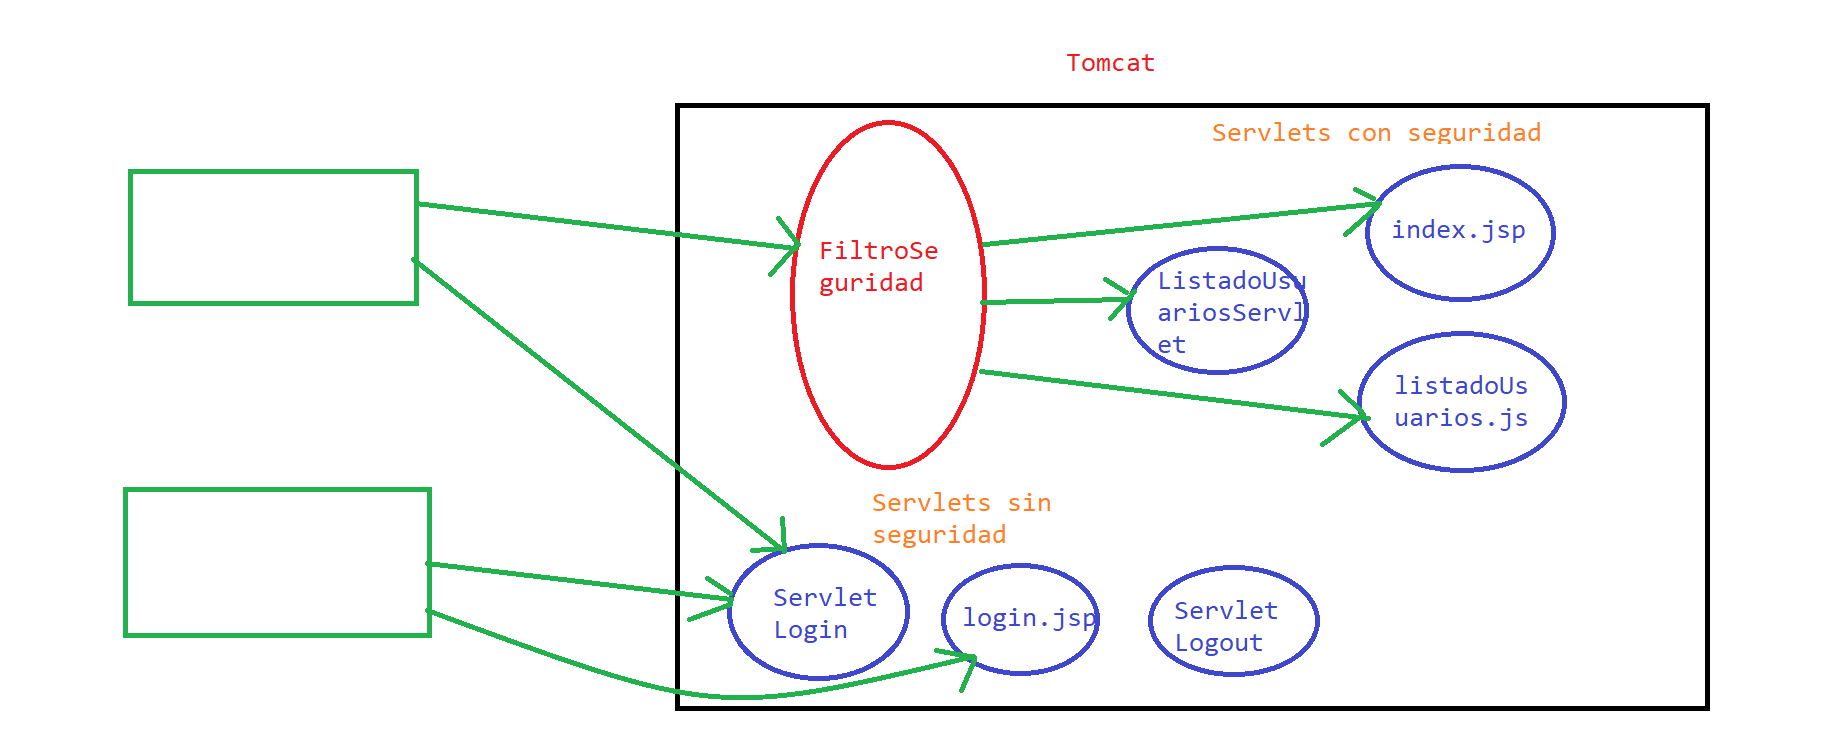 Tomcat
Servlets con seguridad
index.jsp
FiltroSe
guridad
ListadoUsu
ariosServl
et
listadoUs
uarios.js
Servlets sin
seguridad
Servlet
Login
login.jsp
Servlet
Logout